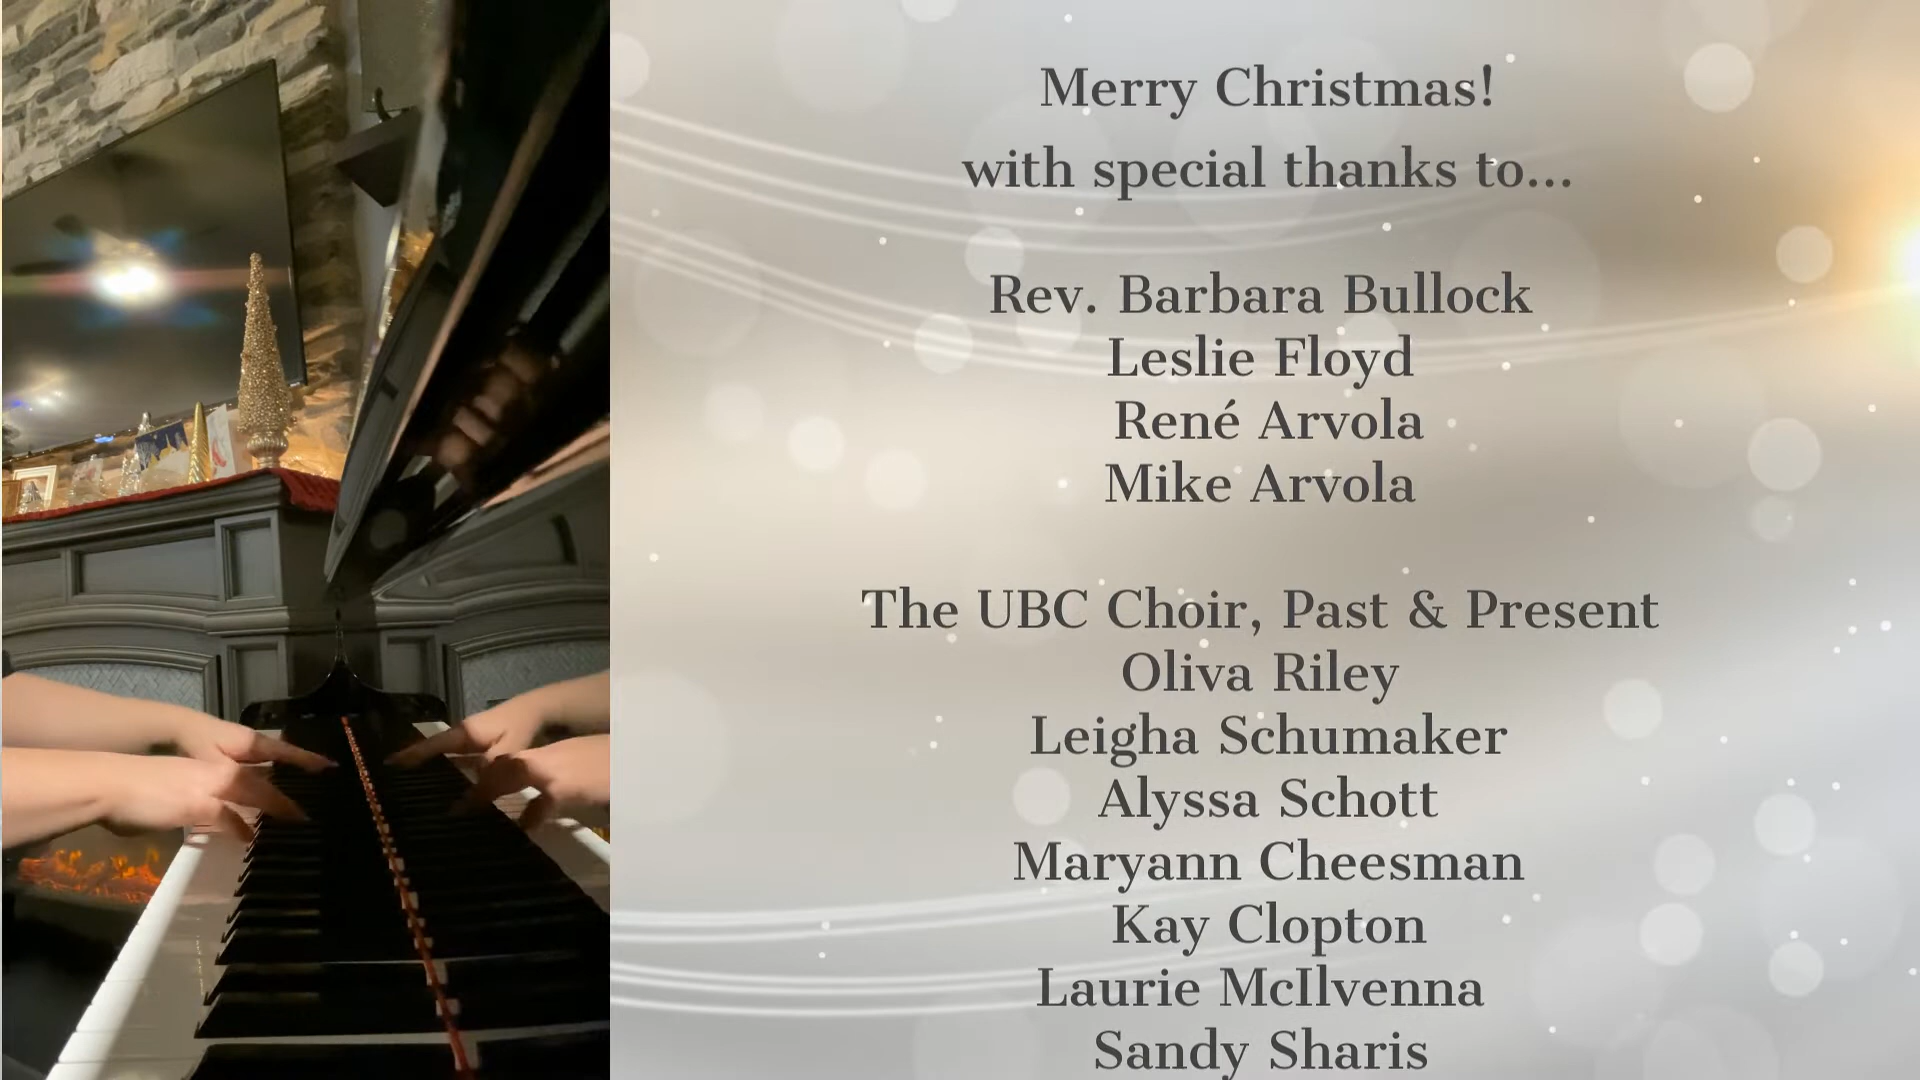 Merry Christmas!
with special thanks to...
Rev. Barbara Bullock
Leslie Floyd
René Arvola
Mike Arvola
The UBC Choir, Past & Present
Oliva Riley
Leigha Schumaker
Alyssa Schott
Maryann Cheesman
Kay Clopton
Laurie McIlvenna
Sandy Sharis